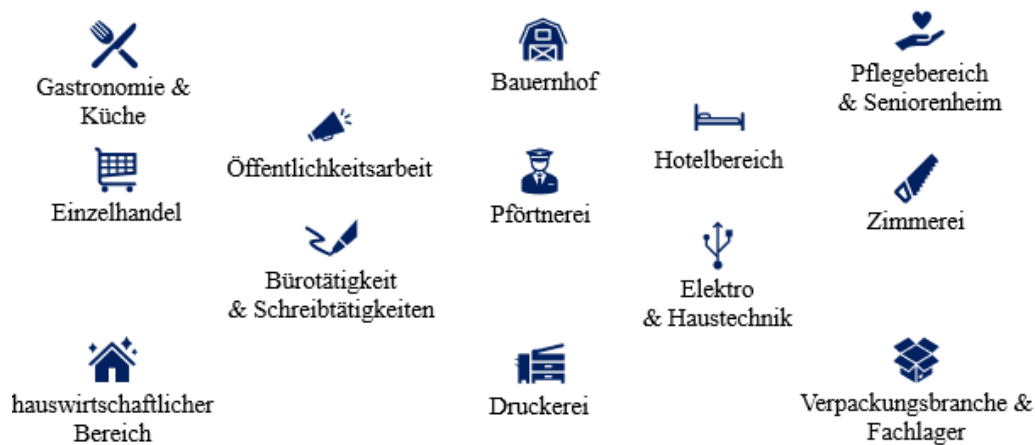 Gastronomie &
Küche
Bauernhof
Pflegebereich
& Seniorenheim
Öffentlichkeitsarbeit
Hotelbereich
Einzelhandel
Pförtnerei
Zimmerei
Bürotätigkeit
& Schreibtätigkeiten
Elektro
& Haustechnik
hauswirtschaftlicher
Bereich
Druckerei
Verpackungsbranche &
Fachlager